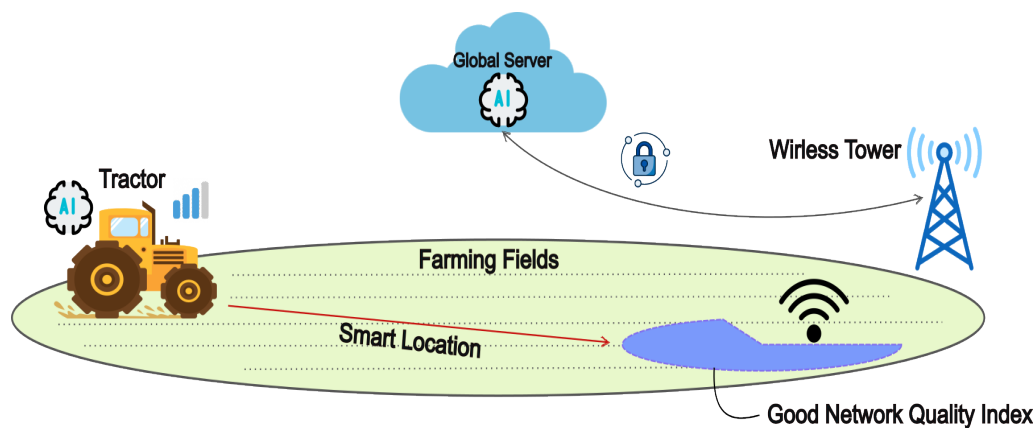 Global Server
AI
Wirless Tower
Tractor
AI
Farming Fields
Smart Location
Good Network Quality Index